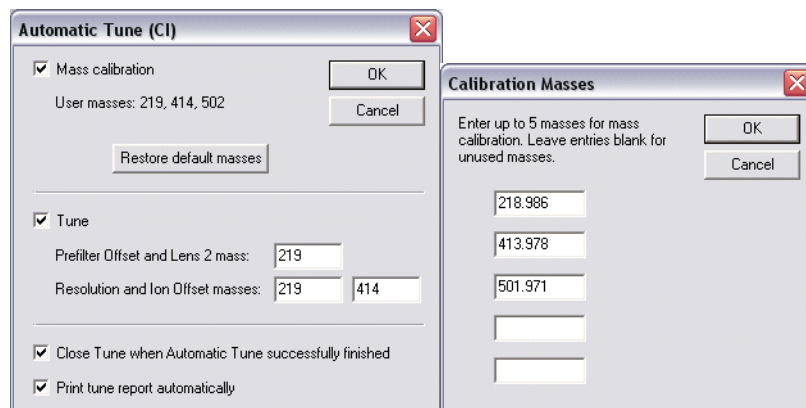 Automatic Tune (CI)
Mass calibration
OK
User masses: 219, 414, 502
Cancel
Restore default masses
Tune
Prefilter Offset and Lens 2 mass: 219
Resolution and Ion Offset masses: 219 414
Close Tune when Automatic Tune successfully finished
Print tune report automatically
Calibration Masses
Enter up to 5 masses for mass
calibration. Leave entries blank for
unused masses.
OK
Cancel
218.986
413.978
501.971